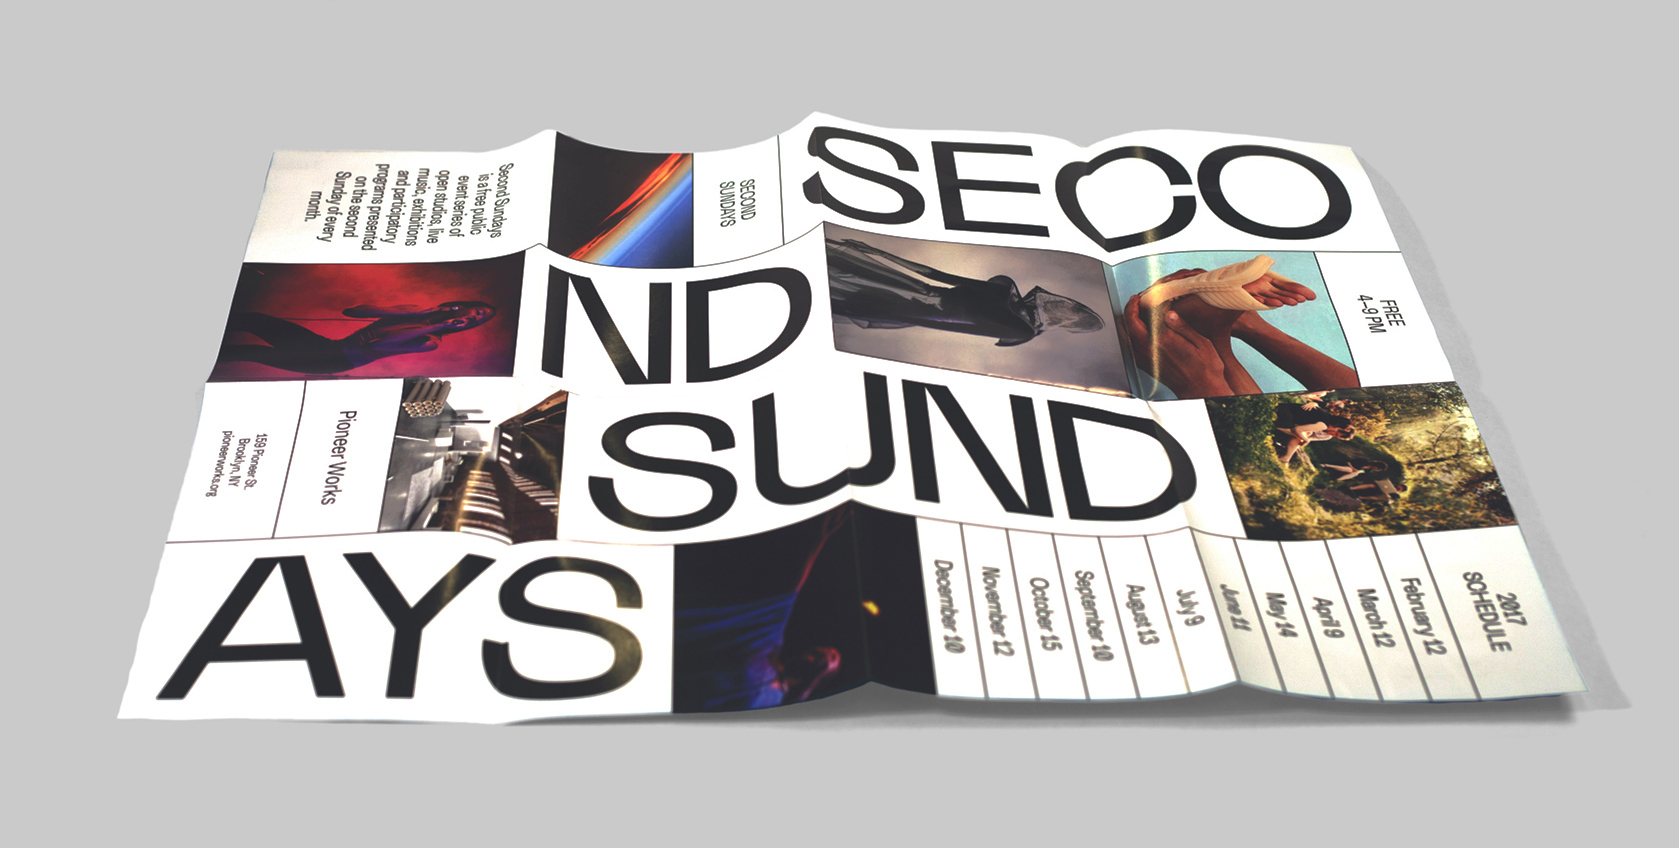 SECO
ND
SUND
AYS
SECOND
SUNDAYS
Second Sundays
is a free public
event series of
open studios, live
music, exhibitions
and participatory
programs presented
on the second
Sunday of every
month.
FREE
4–9 PM
Pioneer Works
159 Pioneer St.
Brooklyn, NY
pioneerworks.org
2017
SCHEDULE
February 12
March 12
April 9
May 14
June 11
July 9
August 13
September 10
October 15
November 12
December 10